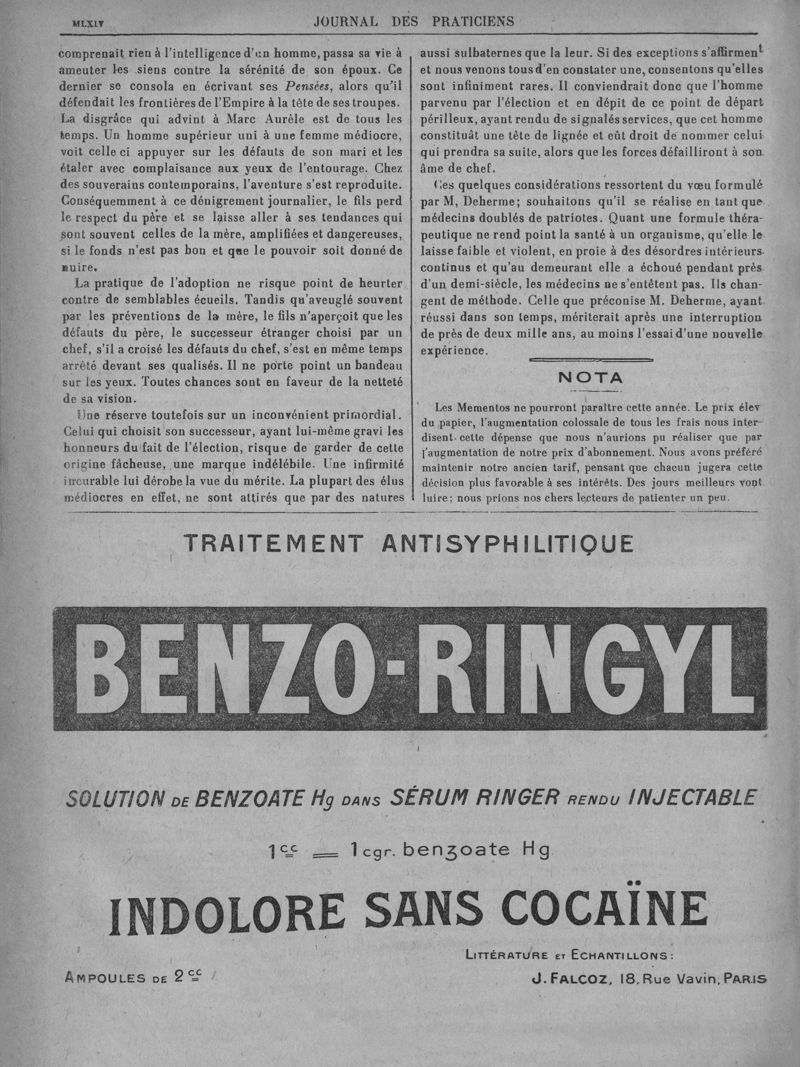 MLXIV
JOURNAL DES PRATICIENS
comprenait rien à l'intelligence d'un homme, passa sa vie à
ameuter les siens contre la sérénité de son époux. Ce
dernier se consola en écrivant ses Pensées, alors qu'il
défendait les frontières de l'Empire à la tête de ses troupes.
La disgrâce qui advint à Marc Aurèle est de tous les
temps. Un homme supérieur uni à une femme médiocre,
voit celle ci appuyer sur les défauts de son mari et les
étaler avec complaisance aux yeux de l'entourage. Chez
des souverains contemporains, l'aventure s'est reproduite.
Conséquemment à ce dénigrement journalier, le fils perd
le respect du père et se laisse aller à ses tendances qui
sont souvent celles de la mère, amplifiées et dangereuses,
si le fonds n'est pas bon et que le pouvoir soit donné de
nuire.
La pratique de l'adoption ne risque point de heurter
contre de semblables écueils. Tandis qu'aveuglé souvent
par les préventions de la mère, le fils n'aperçoit que les
défauts du père, le successeur étranger choisi par un
chef, s'il a croisé les défauts du chef, s'est en même temps
arrêté devant ses qualisés. Il ne porte point un bandeau
sur les yeux. Toutes chances sont en faveur de la netteté
de sa vision.
Une réserve toutefois sur un inconvénient primordial.
Celui qui choisit son successeur, ayant lui-même gravi les
honneurs du fait de l'élection, risque de garder de cette
origine fâcheuse, une marque indélébile. Une infirmité
incurable lui dérobe la vue du mérite. La plupart des élus
médiocres en effet, ne sont attirés que par des natures
aussi sulbaternes que la leur. Si des exceptions s'affirment
et nous venons tous d'en constater une, consentons qu'elles
sont infiniment rares. Il conviendrait donc que l'homme
parvenu par l'élection et en dépit de ce point de départ
périlleux, ayant rendu de signalés services, que cet homme
constituât une tête de lignée et eût droit de nommer celui
qui prendra sa suite, alors que les forces défailliront à son
âme de chef.
Ces quelques considérations ressortent du vœu formulé
par M, Deherme; souhaitons qu'il se réalise en tant que
médecins doublés de patriotes. Quant une formule théra-
peutique ne rend point la santé à un organisme, qu'elle le
laisse faible et violent, en proie à des désordres intérieurs
continus et qu'au demeurant elle a échoué pendant près
d'un demi-siècle, les médecins ne s'entêtent pas. Ils chan-
gent de méthode. Celle que préconise M. Deherme, ayant
réussi dans son temps, mériterait après une interruption
de près de deux mille ans, au moins l'essai d'une nouvelle
expérience.
NOTA
Les Mementos ne pourront paraître cette année. Le prix élev
du papier, l'augmentation colossale de tous les frais nous inter-
disent cette dépense que nous n'aurions pu réaliser que par
l'augmentation de notre prix d'abonnement. Nous avons préféré
maintenir notre ancien tarif, pensant que chacun jugera cette
décision plus favorable à ses intérêts. Des jours meilleurs vont
luire; nous prions nos chers lecteurs de patienter un peu.
TRAITEMENT ANTISYPHILITIQUE
BENZO-RINGYL
SOLUTION DE BENZOATE Hg DANS SÉRUM RINGER RENDU INJECTABLE
1cc = 1 cgr. benzoate Hg
INDOLORE SANS COCAÏNE
LITTÉRATURE ET ECHANTILLONS:
AMPOULES DE 2cc
J. FALCOZ, 18, Rue Vavin, PARIS